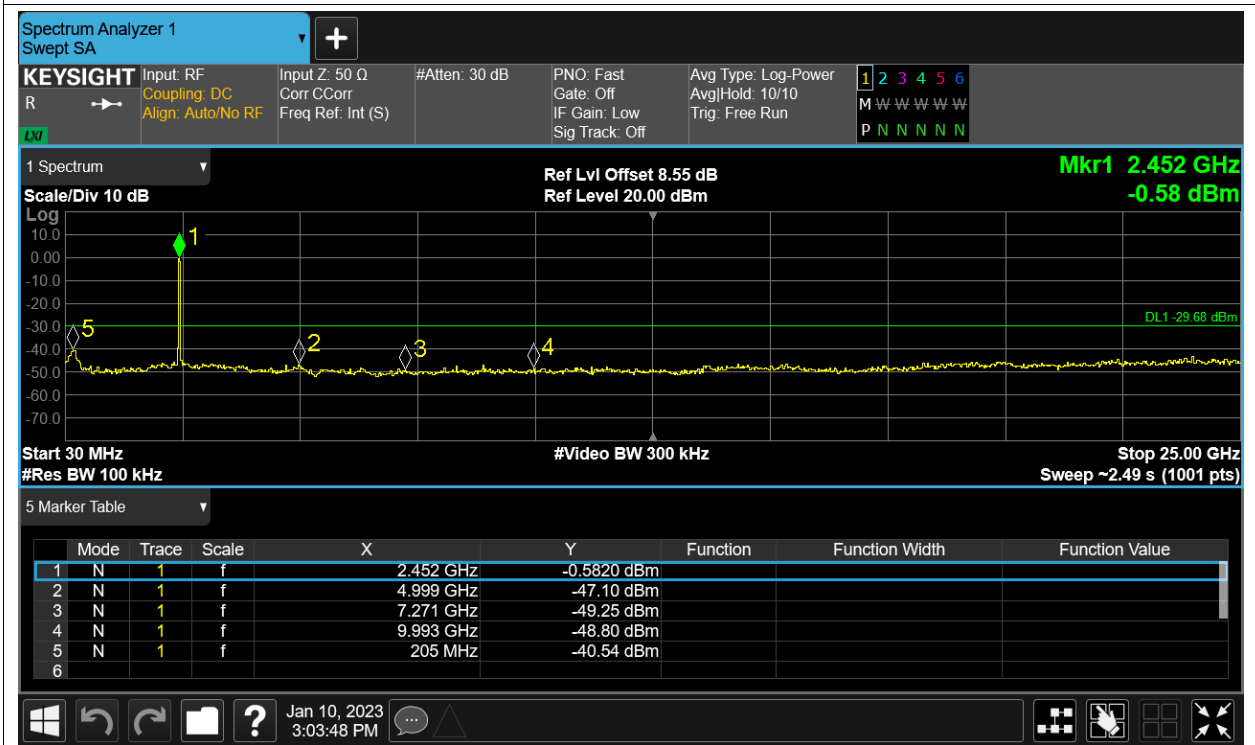 Spectrum Analyzer 1
Swept SA
+
KEYSIGHT Input: RF Input Z: 50 Ω #Atten: 30 dB PNO: Fast Avg Type: Log-Power 1 2 3 4 5 6
R Coupling: DC Corr CCorr Gate: Off Avg|Hold: 10/10 M W W W W W
Align: Auto/No RF Freq Ref: Int (S) IF Gain: Low Trig: Free Run
LXI Sig Track: Off P N N N N N
1 Spectrum Ref Lvl Offset 8.55 dB Mkr1 2.452 GHz
Scale/Div 10 dB Ref Level 20.00 dBm -0.58 dBm
Log
10.0 1
0.00
-10.0
-20.0
DL1 -29.68 dBm
-30.0 5
-40.0 2 3 4
-50.0
-60.0
-70.0
Start 30 MHz #Video BW 300 kHz Stop 25.00 GHz
#Res BW 100 kHz Sweep ~2.49 s (1001 pts)
5 Marker Table
Mode Trace Scale X Y Function Function Width Function Value
1 N 1 f 2.452 GHz -0.5820 dBm
2 N 1 f 4.999 GHz -47.10 dBm
3 N 1 f 7.271 GHz -49.25 dBm
4 N 1 f 9.993 GHz -48.80 dBm
5 N 1 f 205 MHz -40.54 dBm
6
? Jan 10, 2023
3:03:48 PM